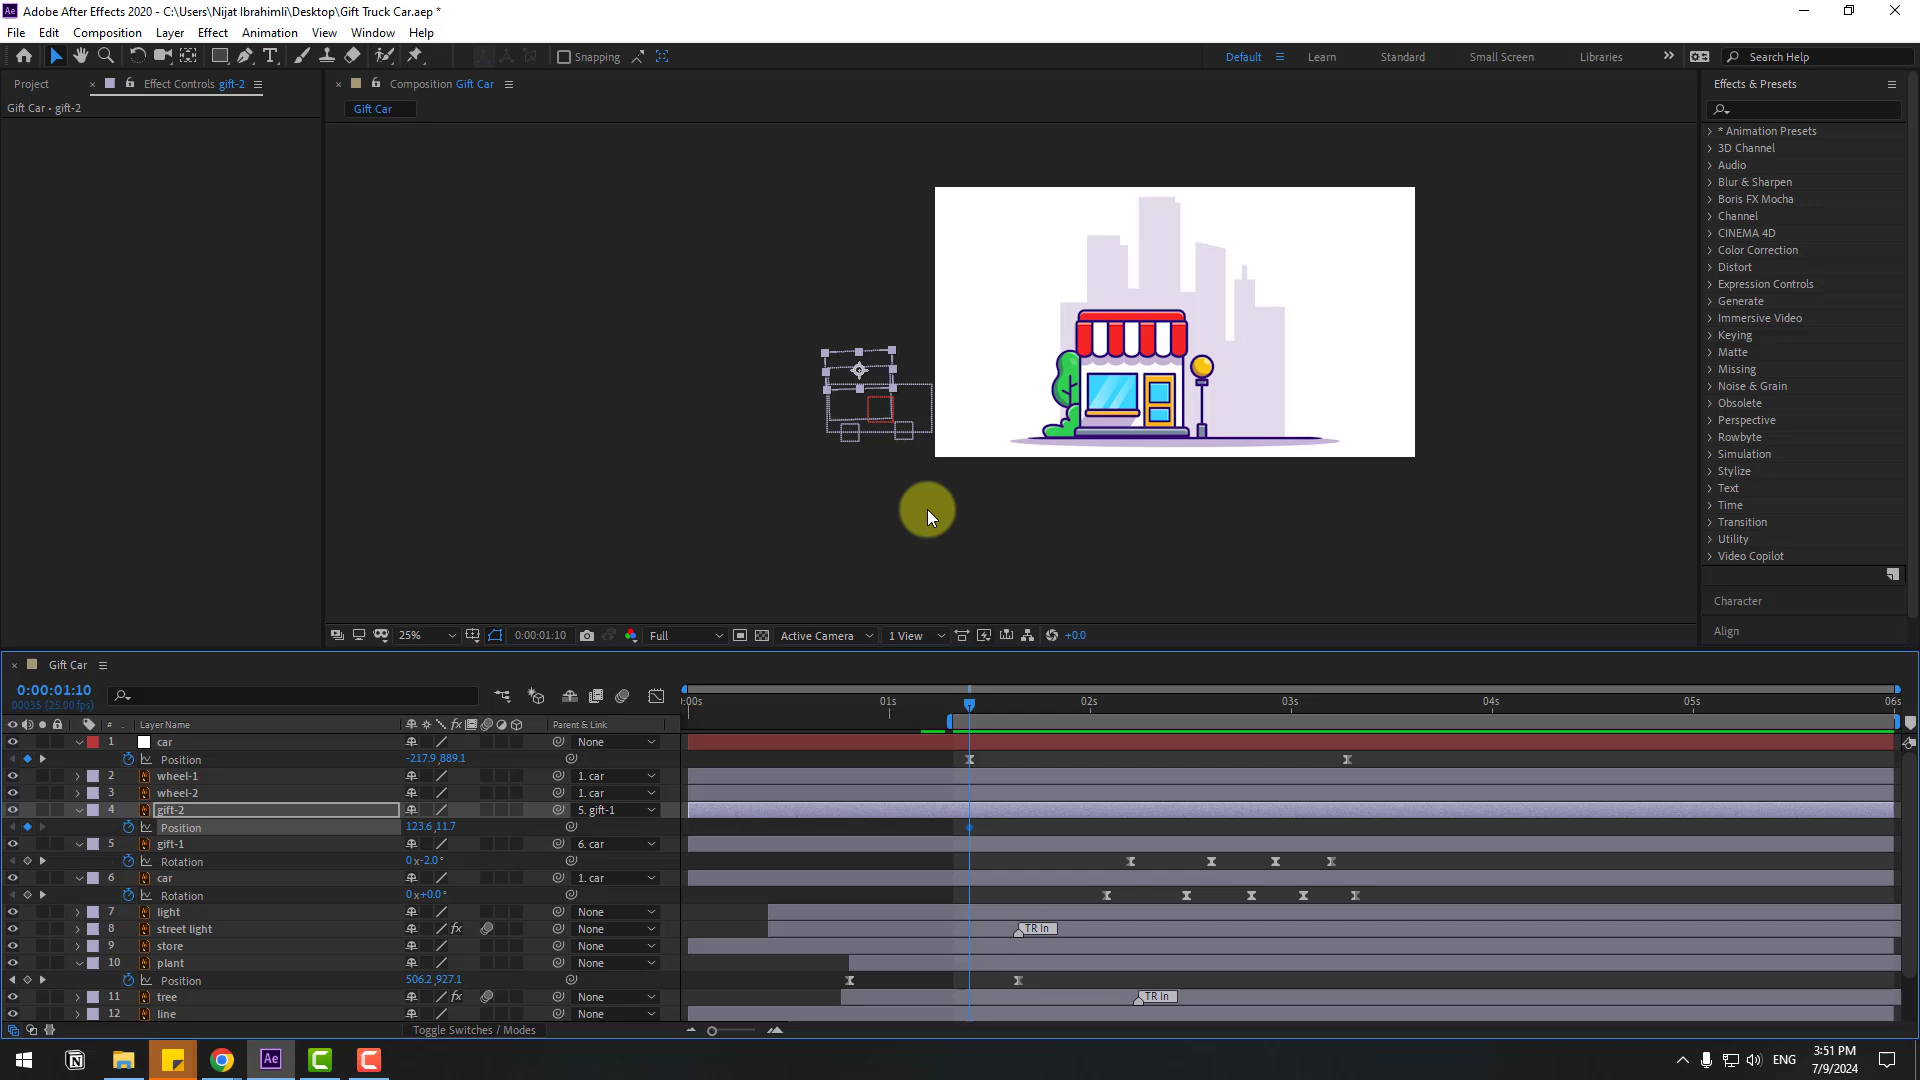 Adobe After Effects 2020 - C:\Users\Nijat Ibrahimli\Desktop\Gift Truck Car.aep *
File Edit Composition Layer Effect Animation View Window Help
Snapping Default Learn Standard Small Screen Libraries Search Help
Project Effect Controls gift-2 Composition Gift Car Effects & Presets
Gift Car • gift-2
Gift Car
* Animation Presets
3D Channel
Audio
Blur & Sharpen
Boris FX Mocha
Channel
CINEMA 4D
Color Correction
Distort
Expression Controls
Generate
Immersive Video
Keying
Matte
Missing
Noise & Grain
Obsolete
Perspective
Rowbyte
Simulation
Stylize
Text
Time
Transition
Utility
Video Copilot
Character
Align
25% 0:00:01:10 Full Active Camera 1 View +0.0
Gift Car
0:00:01:10
00035 (25.00 fps)
:00s 01s 02s 03s 04s 05s 06s
# Layer Name Parent & Link
1 car None
Position -217.9,889.1
2 wheel-1 1. car
3 wheel-2 1. car
4 gift-2 5. gift-1
Position 123.6,11.7
5 gift-1 6. car
Rotation 0x-2.0°
6 car 1. car
Rotation 0x+0.0°
7 light None
8 street light fx None TR In
9 store None
10 plant None
Position 506.2,927.1
11 tree fx None TR In
12 line None
Toggle Switches / Modes
ENG 3:51 PM
7/9/2024